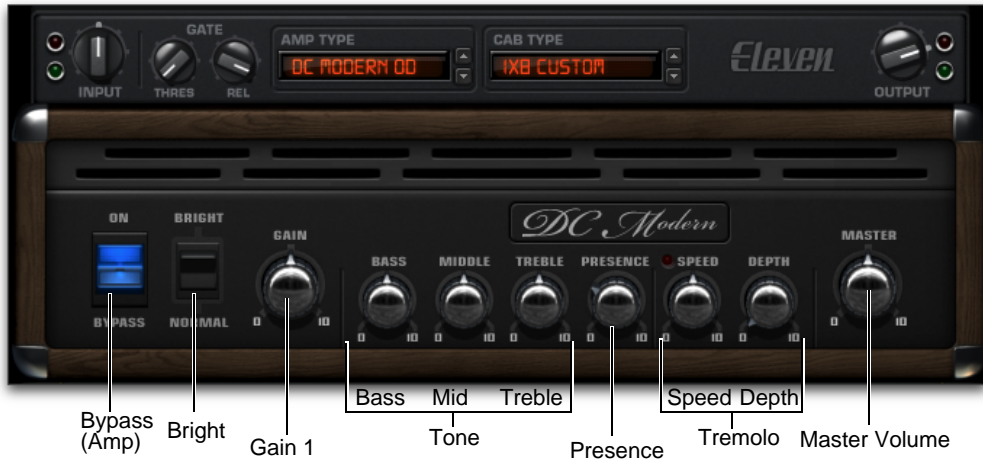 GATE
AMP TYPE
CAB TYPE
Eleven
DC MODERN OD
1X8 CUSTOM
INPUT
THRES
REL
OUTPUT
DC Modern
ON
BRIGHT
GAIN
MASTER
BASS
MIDDLE
TREBLE
PRESENCE
SPEED
DEPTH
BYPASS
NORMAL
0 10
0 10
0 10
0 10
0 10
0 10
0 10
0 10
Bass Mid Treble
Speed Depth
Bypass
(Amp)
Bright
Gain 1
Tone
Presence
Tremolo
Master Volume